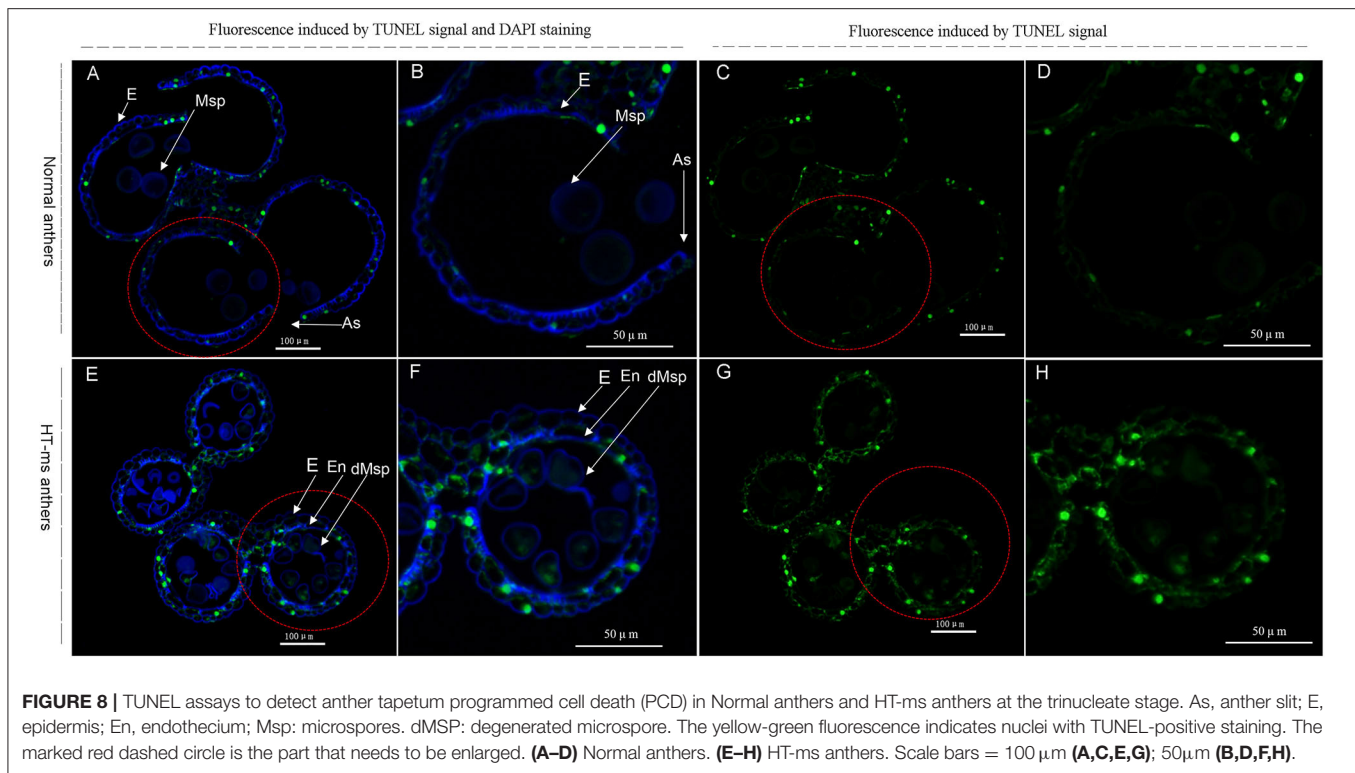 Fluorescence induced by TUNEL signal and DAPI staining
Fluorescence induced by TUNEL signal
Normal anthers
A
E
Msp
As
100 μm
B
E
Msp
As
50 μm
C
100 μm
D
50 μm
HT-ms anthers
E
E En dMsp
100 μm
F
E En dMsp
50 μm
G
100 μm
H
50 μm
FIGURE 8 | TUNEL assays to detect anther tapetum programmed cell death (PCD) in Normal anthers and HT-ms anthers at the trinucleate stage. As, anther slit; E,
epidermis; En, endothecium; Msp: microspores. dMSP: degenerated microspore. The yellow-green fluorescence indicates nuclei with TUNEL-positive staining. The
marked red dashed circle is the part that needs to be enlarged. (A–D) Normal anthers. (E–H) HT-ms anthers. Scale bars = 100 μm (A,C,E,G); 50μm (B,D,F,H).